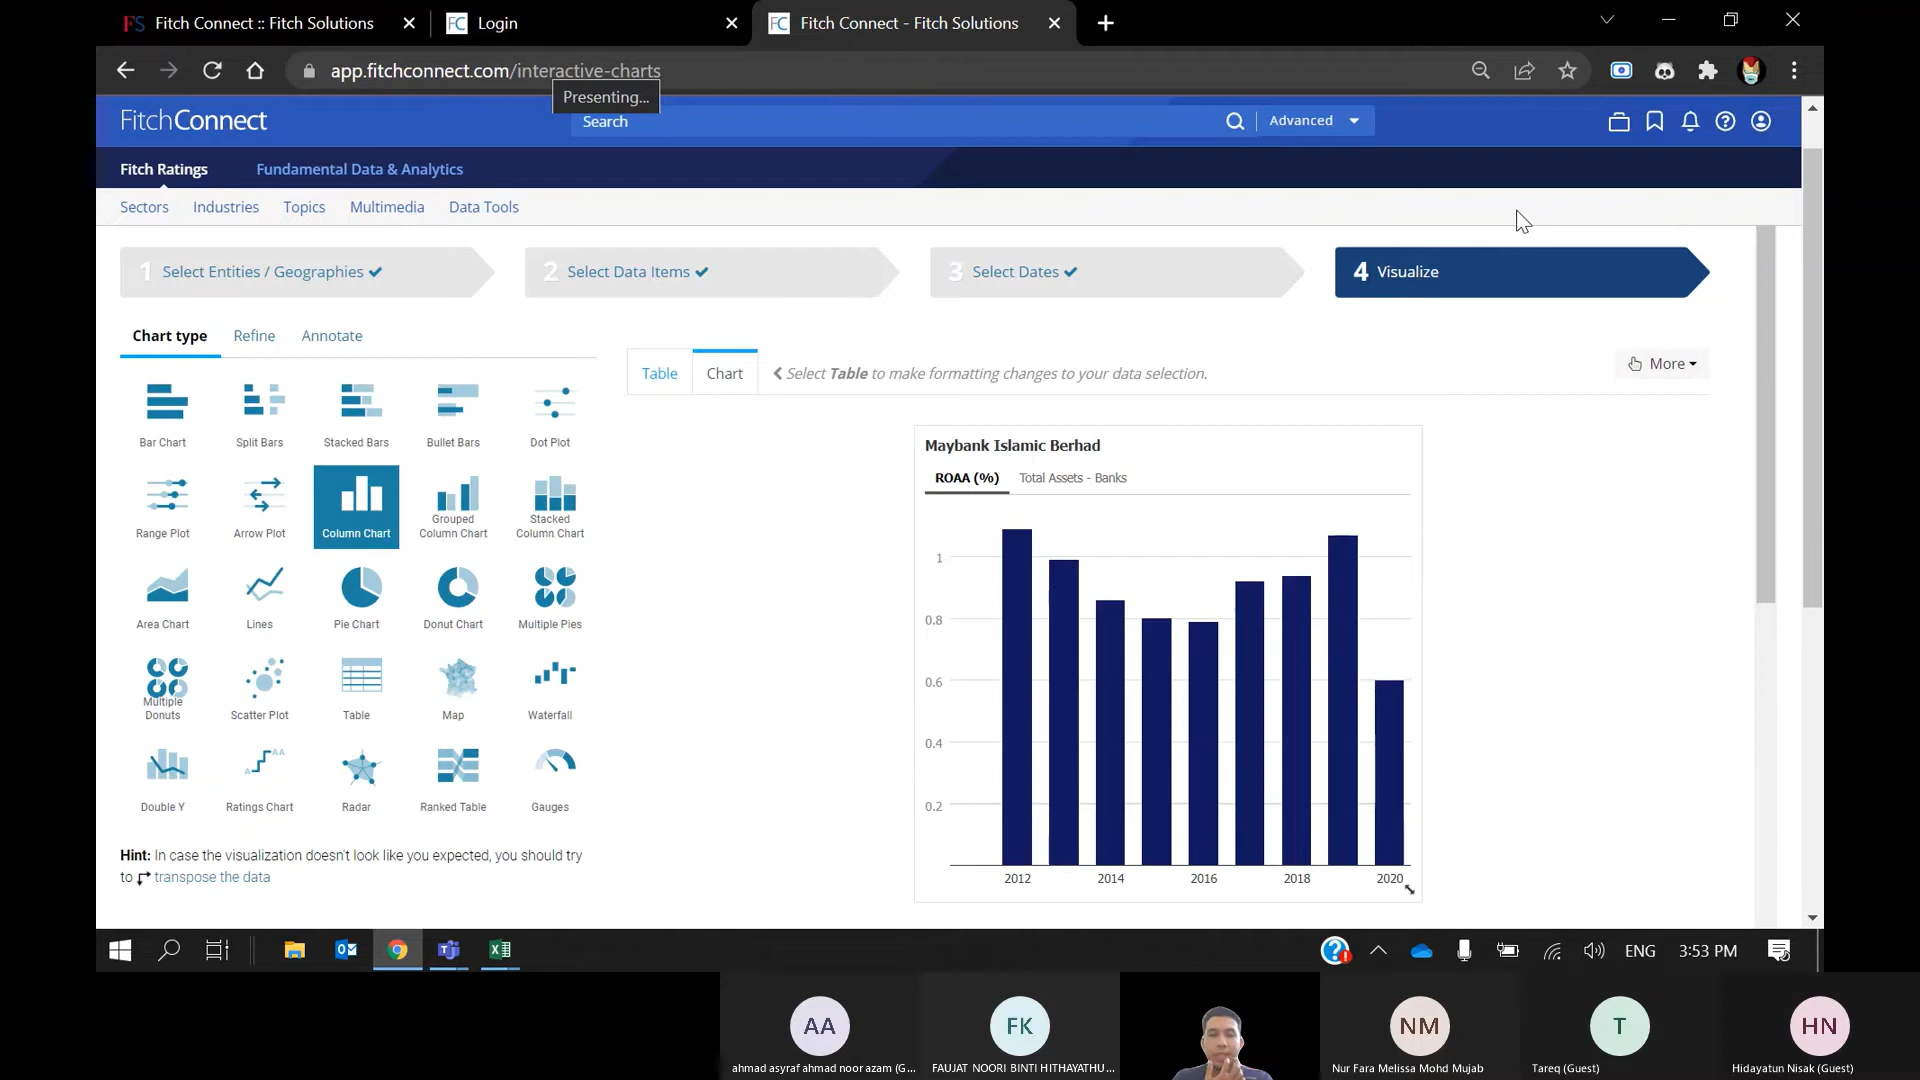 Fitch Connect :: Fitch Solutions
Login
Fitch Connect - Fitch Solutions
app.fitchconnect.com/interactive-charts
Presenting...
FitchConnect
Search
Advanced
Fitch Ratings
Fundamental Data & Analytics
Sectors
Industries
Topics
Multimedia
Data Tools
1 Select Entities / Geographies
2 Select Data Items
3 Select Dates
4 Visualize
Chart type
Refine
Annotate
Table
Chart
Select Table to make formatting changes to your data selection.
More
Bar Chart
Split Bars
Stacked Bars
Bullet Bars
Dot Plot
Range Plot
Arrow Plot
Column Chart
Grouped
Column Chart
Stacked
Column Chart
Area Chart
Lines
Pie Chart
Donut Chart
Multiple Pies
Multiple
Donuts
Scatter Plot
Table
Map
Waterfall
AA
A
Double Y
Ratings Chart
Radar
Ranked Table
Gauges
Hint: In case the visualization doesn't look like you expected, you should try
to transpose the data
Maybank Islamic Berhad
ROAA (%)
Total Assets - Banks
1
0.8
0.6
0.4
0.2
2012
2014
2016
2018
2020
ENG
3:53 PM
AA
FK
NM
T
HN
ahmad asyraf ahmad noor azam (G...
FAUJAT NOORI BINTI HITHAYATHU...
Nur Fara Melissa Mohd Mujab
Tareq (Guest)
Hidayatun Nisak (Guest)